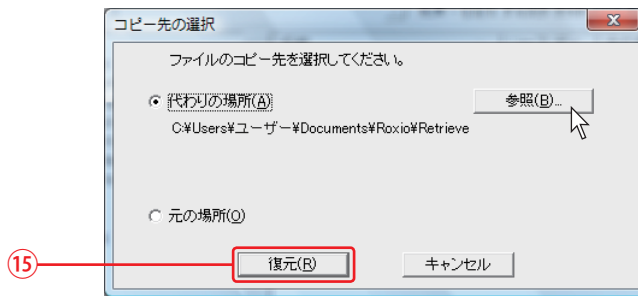 コピー先の選択
ファイルのコピー先を選択してください。
代わりの場所(A)
参照(B)...
C:¥Users¥ユーザー¥Documents¥Roxio¥Retrieve
元の場所(O)
⑮
復元(R)
キャンセル